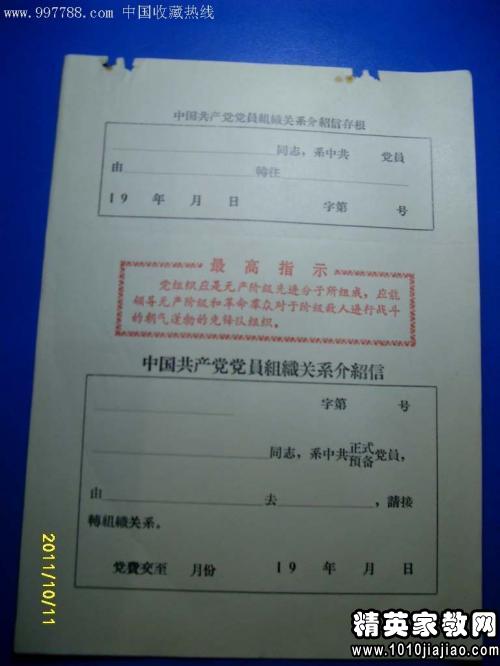 www.997788.com 中国收藏热线
中国共产党党員組織关系介紹信存根
同志，系中共 党員
由 轉往
19 年 月 日 字第 号
最高指示
党组织应是无产阶级先进分子所组成，应能
领导无产阶级和革命群众对于阶级敌人进行战斗
的朝气蓬勃的先锋队组织。
中国共产党党員組織关系介紹信
字第 号
同志，系中共正式预备党員，
由 去 ，請接
轉組織关系。
党費交至 月份 19 年 月 日
2011/10/11
精英家教网
www.1010jiajiao.com